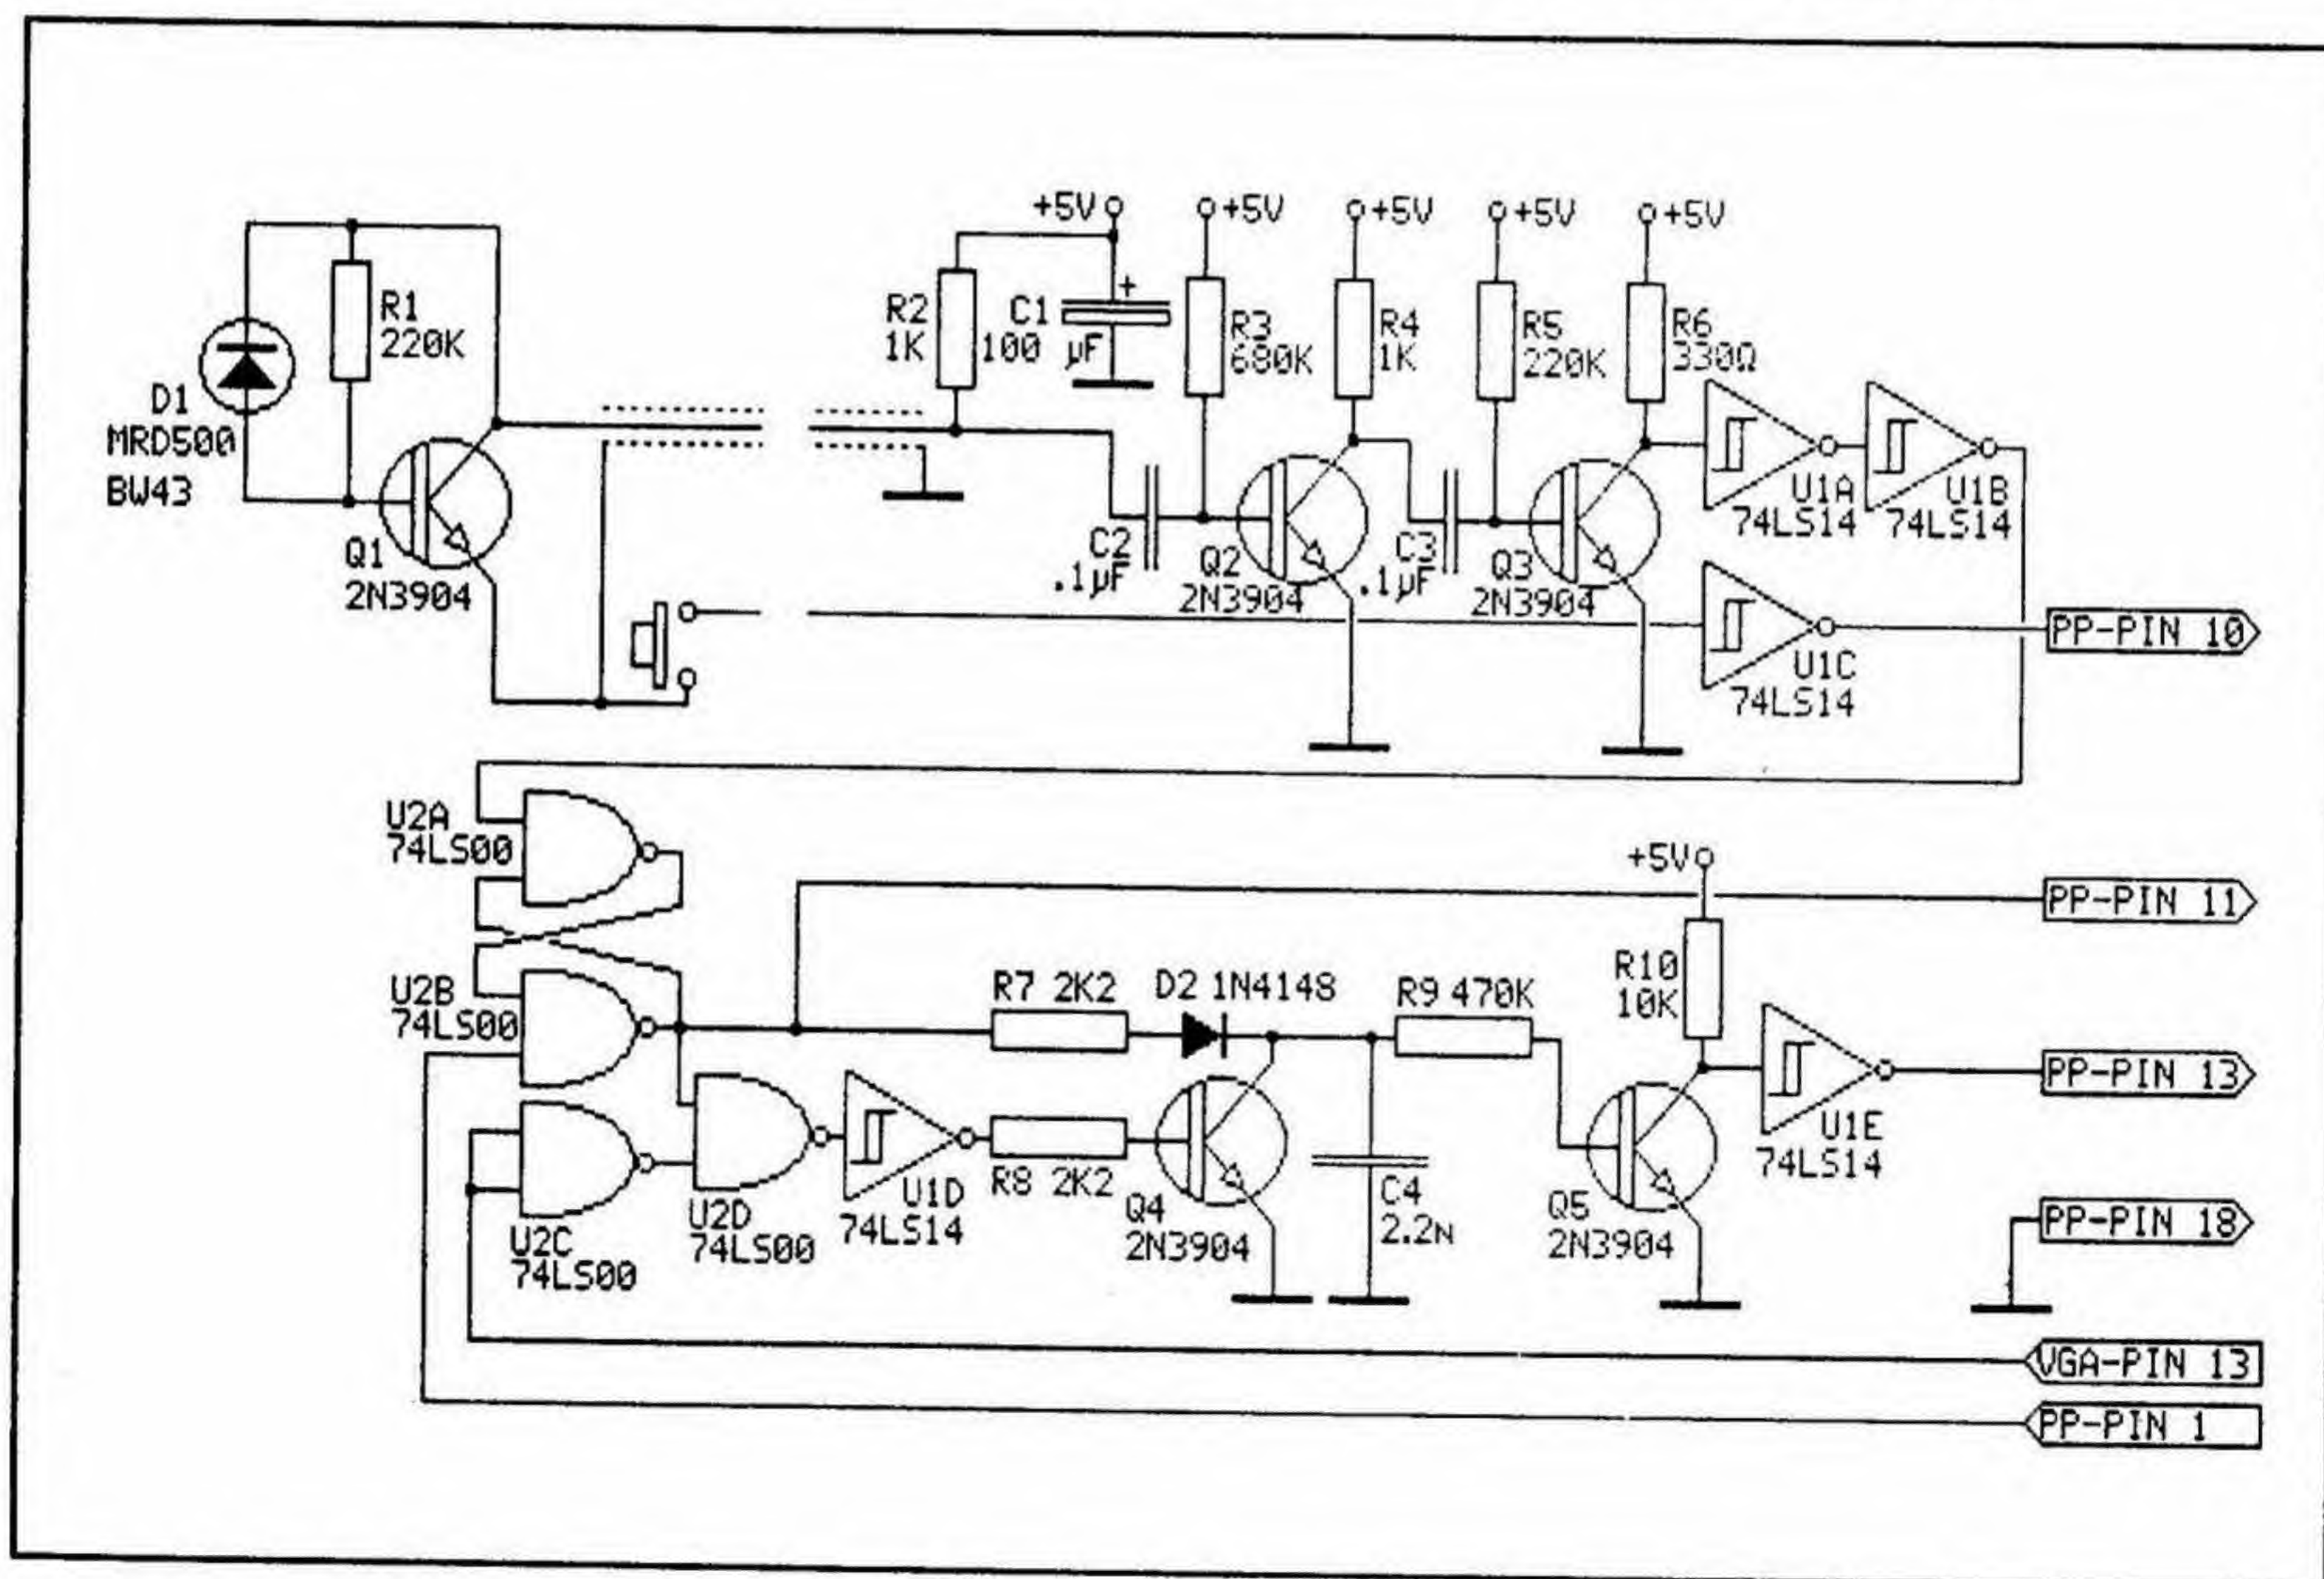 +5V
+5V
+5V
+5V
+5V
R1
220K
R2
1K
C1
100 µF
+
R3
680K
R4
1K
R5
220K
R6
330Ω
D1
MRD500
BW43
Q1
2N3904
C2
.1µF
Q2
2N3904
C3
.1µF
Q3
2N3904
U1A
74LS14
U1B
74LS14
U1C
74LS14
PP-PIN 10
U2A
74LS00
+5V
PP-PIN 11
U2B
74LS00
R7 2K2
D2 1N4148
R9 470K
R10
10K
PP-PIN 13
U1E
74LS14
U2C
74LS00
U2D
74LS00
U1D
74LS14
R8 2K2
Q4
2N3904
C4
2.2N
Q5
2N3904
PP-PIN 18
VGA-PIN 13
PP-PIN 1